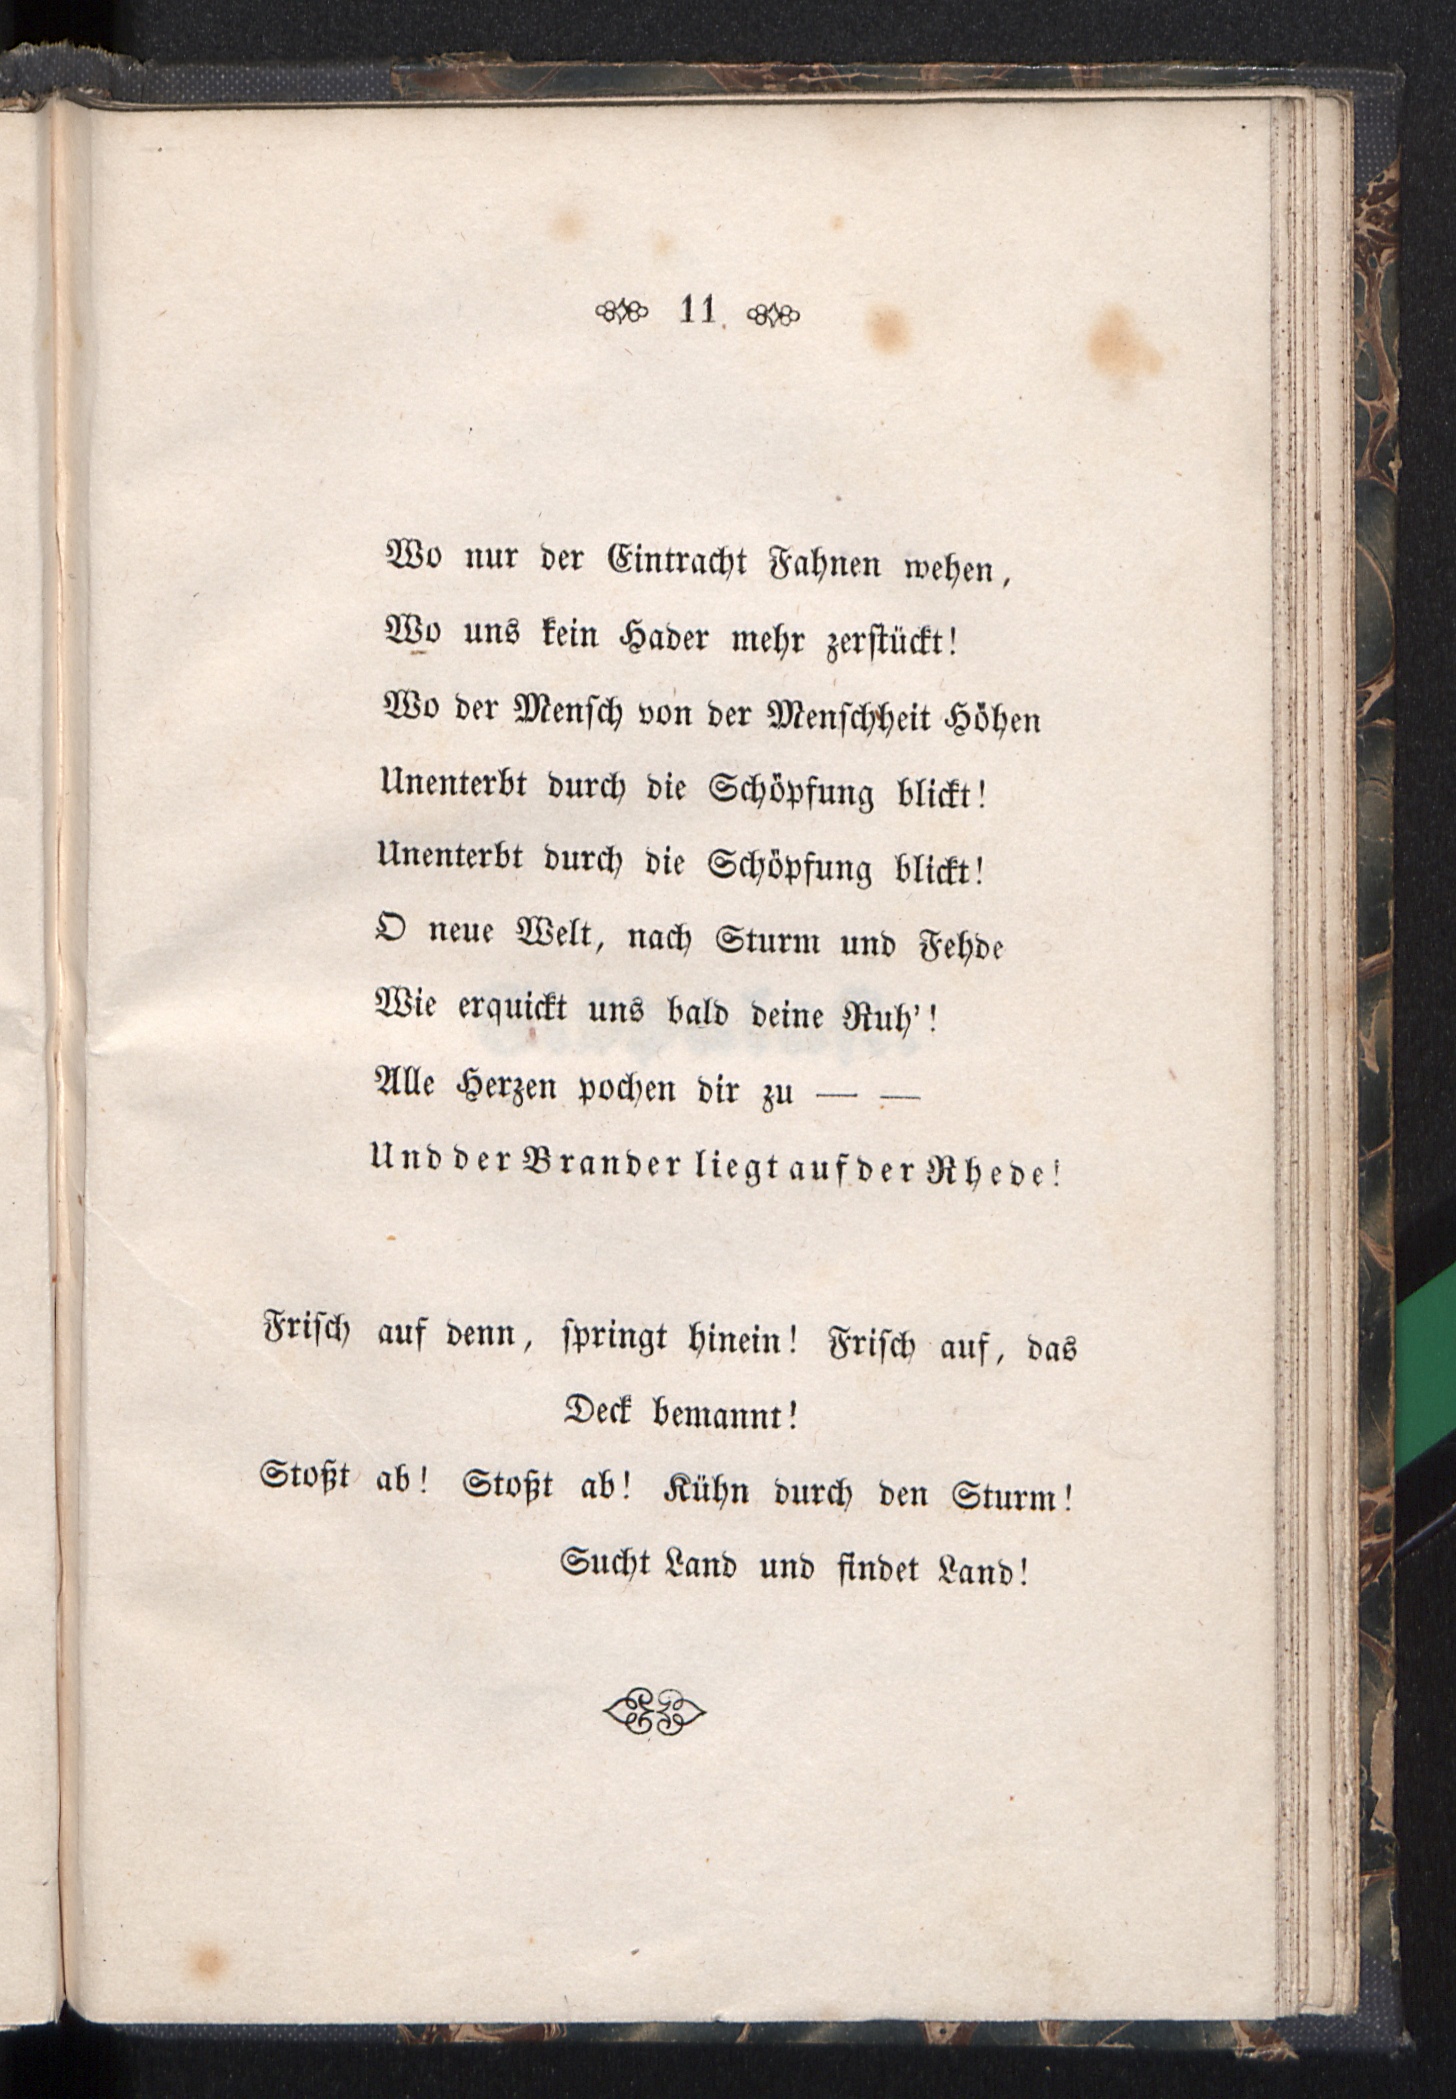 11
Wo nur der Eintracht Fahnen wehen,
Wo uns kein Hader mehr zerstückt!
Wo der Mensch von der Menschheit Höhen
Unenterbt durch die Schöpfung blickt!
Unenterbt durch die Schöpfung blickt!
O neue Welt, nach Sturm und Fehde
Wie erquickt uns bald deine Ruh'!
Alle Herzen pochen dir zu — —
Und der Brander liegt auf der Rhede!
Frisch auf denn, springt hinein! Frisch auf, das
Deck bemannt!
Stoßt ab! Stoßt ab! Kühn durch den Sturm!
Sucht Land und findet Land!